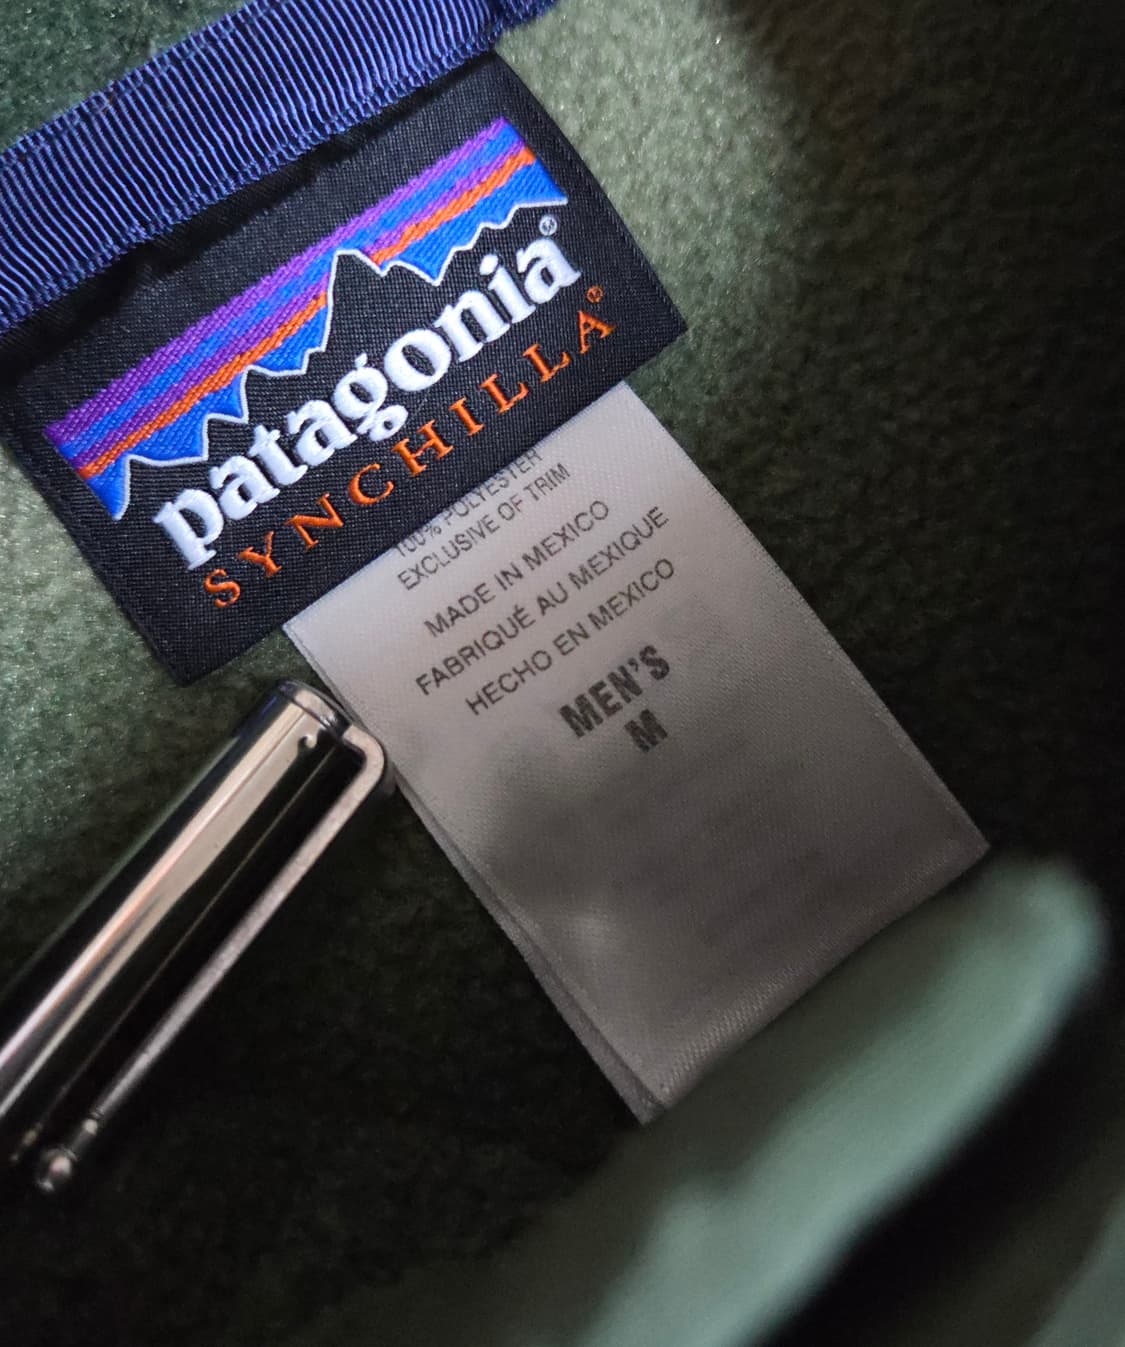 patagonia®
SYNCHILLA®
100% POLYESTER
EXCLUSIVE OF TRIM
MADE IN MEXICO
FABRIQUÉ AU MEXIQUE
HECHO EN MEXICO
MEN'S
M